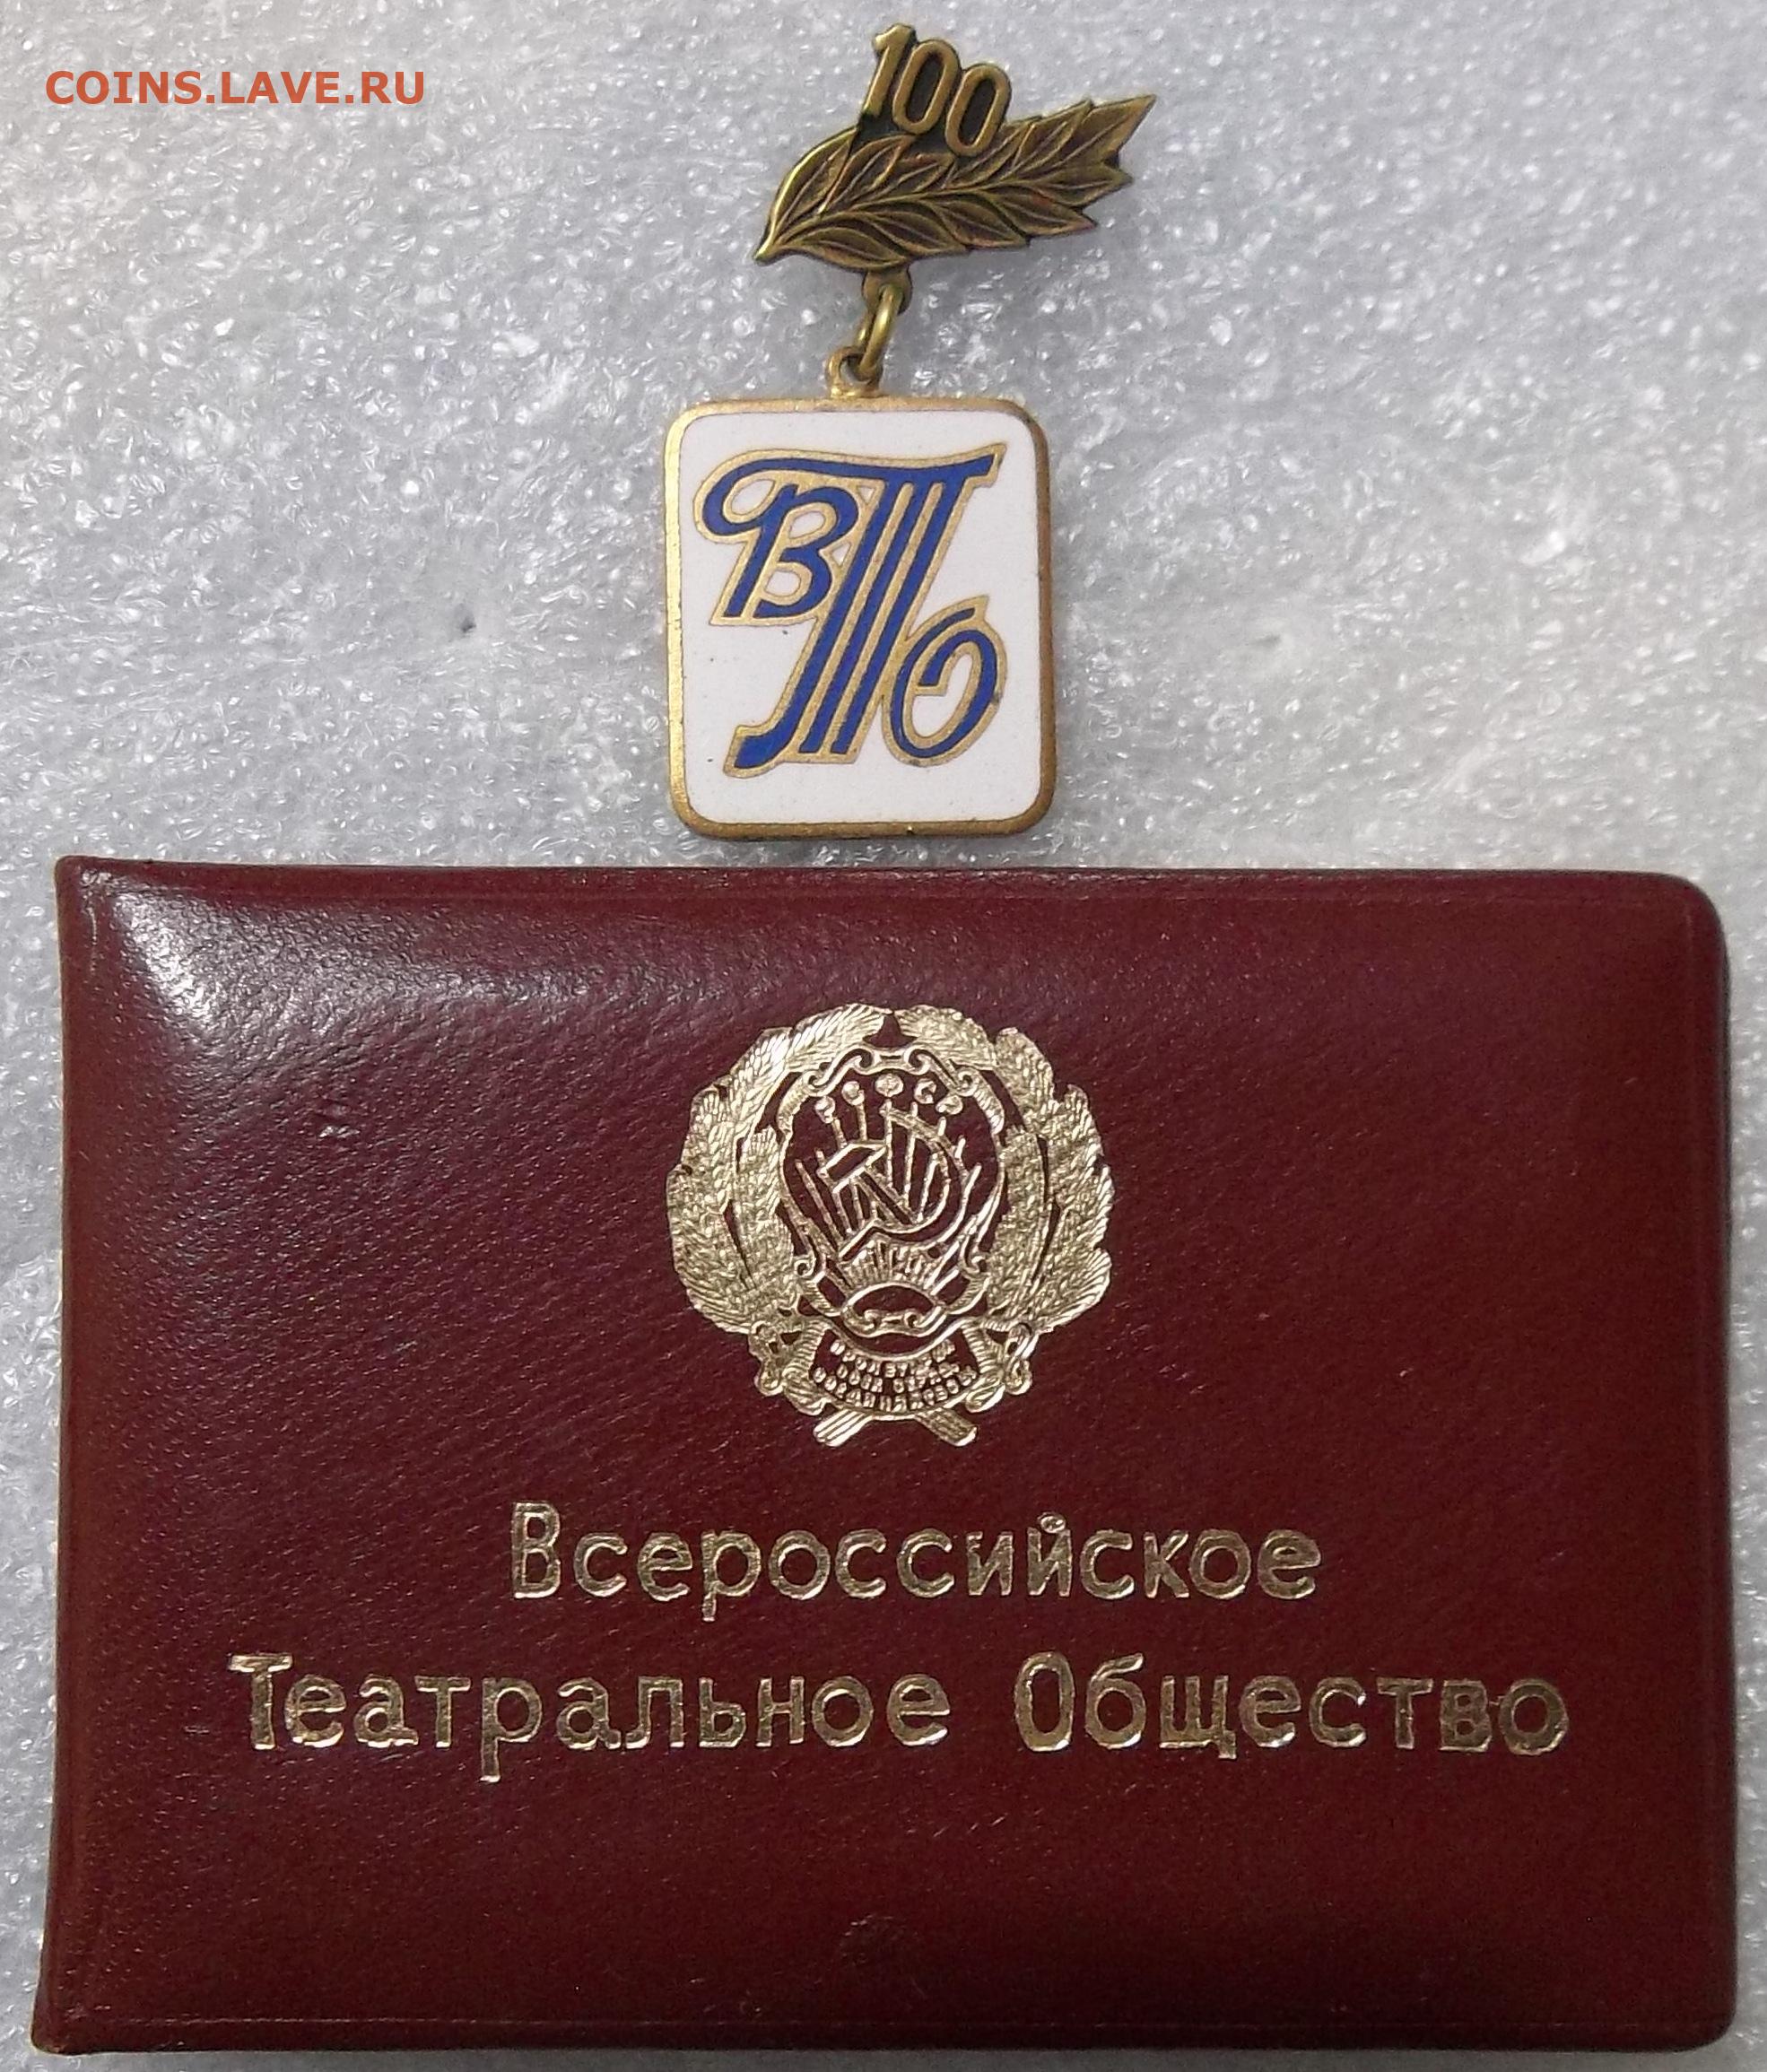 COINS.LAVE.RU
100
ВТО
Всероссийское
Театральное Общество